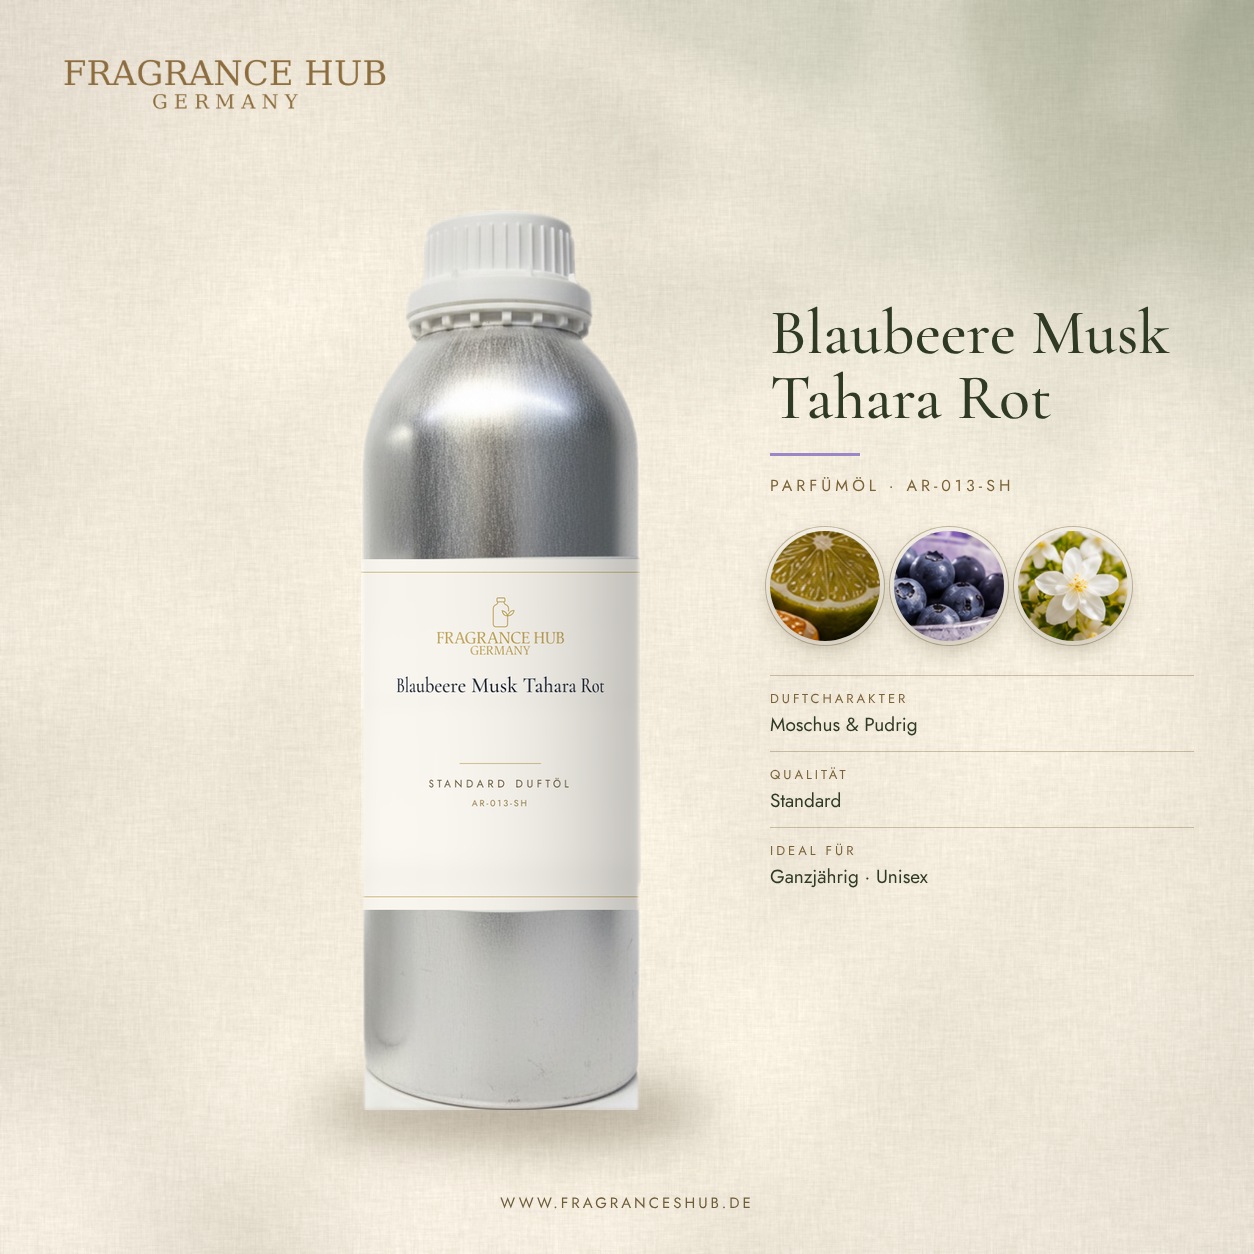 FRAGRANCE HUB
GERMANY
Blaubeere Musk
Tahara Rot
PARFÜMÖL · AR-013-SH
FRAGRANCE HUB
GERMANY
Blaubeere Musk Tahara Rot
STANDARD DUFTÖL
AR-013-SH
DUFTCHARAKTER
Moschus & Pudrig
QUALITÄT
Standard
IDEAL FÜR
Ganzjährig · Unisex
WWW.FRAGRANCESHUB.DE